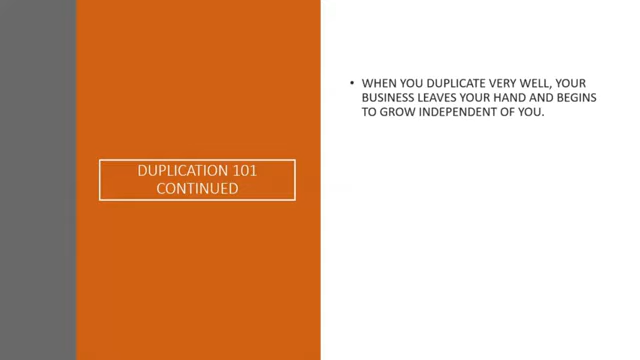 DUPLICATION 101
CONTINUED
• WHEN YOU DUPLICATE VERY WELL, YOUR
BUSINESS LEAVES YOUR HAND AND BEGINS
TO GROW INDEPENDENT OF YOU.